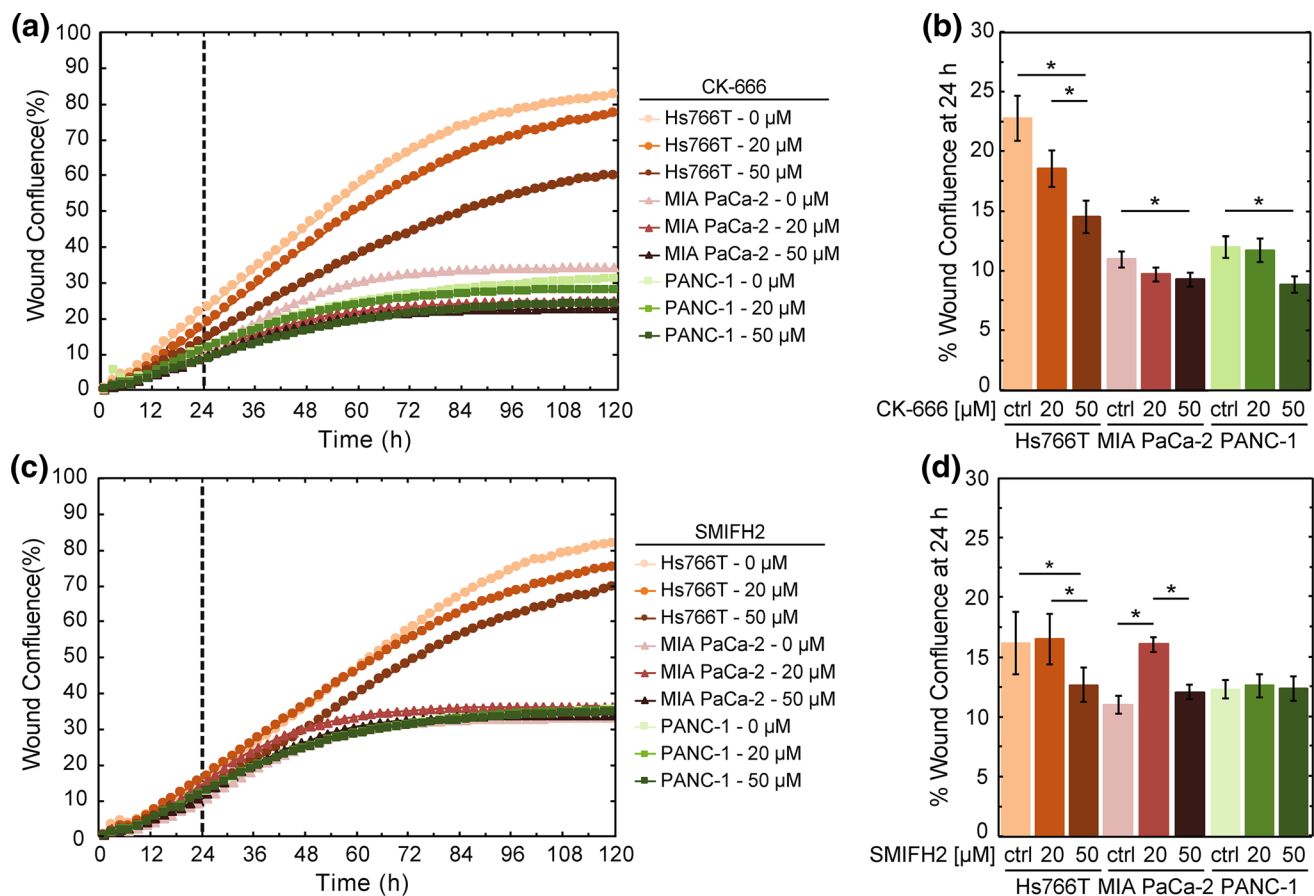 (a)
Wound Confluence(%)
100
90
80
70
60
50
40
30
20
10
0
0 12 24 36 48 60 72 84 96 108 120
Time (h)
CK-666
Hs766T - 0 µM
Hs766T - 20 µM
Hs766T - 50 µM
MIA PaCa-2 - 0 µM
MIA PaCa-2 - 20 µM
MIA PaCa-2 - 50 µM
PANC-1 - 0 µM
PANC-1 - 20 µM
PANC-1 - 50 µM
(b)
% Wound Confluence at 24 h
30
25
20
15
10
5
0
*
*
*
*
CK-666 [µM] ctrl 20 50 ctrl 20 50 ctrl 20 50
Hs766T MIA PaCa-2 PANC-1
(c)
Wound Confluence(%)
100
90
80
70
60
50
40
30
20
10
0
0 12 24 36 48 60 72 84 96 108 120
Time (h)
SMIFH2
Hs766T - 0 µM
Hs766T - 20 µM
Hs766T - 50 µM
MIA PaCa-2 - 0 µM
MIA PaCa-2 - 20 µM
MIA PaCa-2 - 50 µM
PANC-1 - 0 µM
PANC-1 - 20 µM
PANC-1 - 50 µM
(d)
% Wound Confluence at 24 h
30
25
20
15
10
5
0
*
*
*
*
SMIFH2 [µM] ctrl 20 50 ctrl 20 50 ctrl 20 50
Hs766T MIA PaCa-2 PANC-1